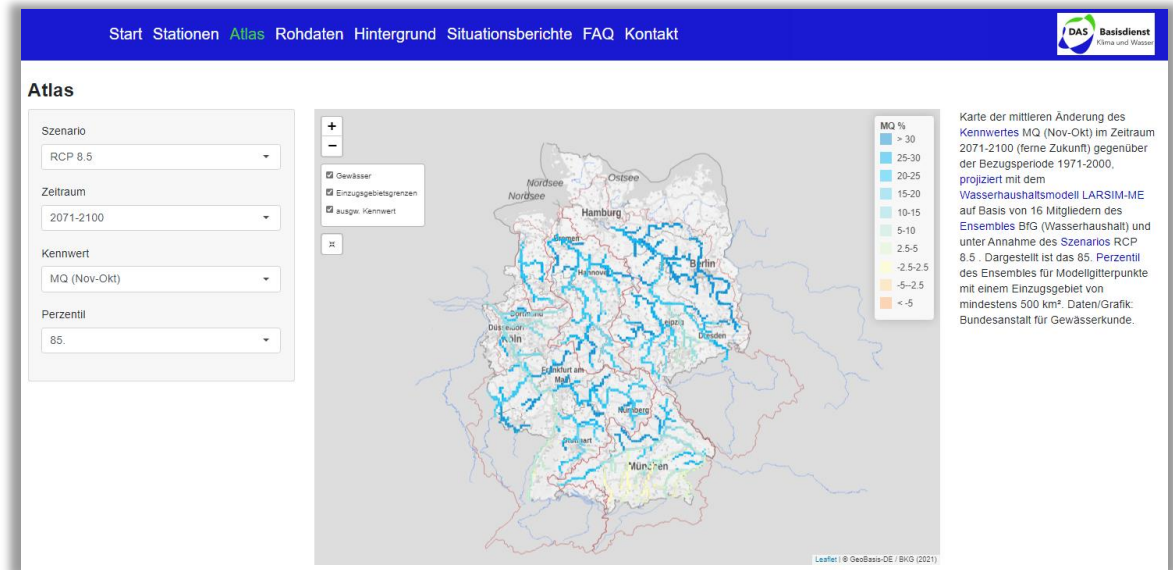 Start Stationen Atlas Rohdaten Hintergrund Situationsberichte FAQ Kontakt
DAS Basisdienst
Klima und Wasser
Atlas
Szenario
RCP 8.5
Zeitraum
2071-2100
Kennwert
MQ (Nov-Okt)
Perzentil
85.
+
−
Gewässer
Einzugsgebietsgrenzen
ausgw. Kennwert
Nordsee
Ostsee
Nordsee
Hamburg
Bremen
Berlin
Hannover
Dortmund
Düsseldorf
Leipzig
Köln
Dresden
Frankfurt am
Main
Nürnberg
Stuttgart
München
MQ %
> 30
25-30
20-25
15-20
10-15
5-10
2.5-5
-2.5-2.5
-5--2.5
< -5
Leaflet | © GeoBasis-DE / BKG (2021)
Karte der mittleren Änderung des
Kennwertes MQ (Nov-Okt) im Zeitraum
2071-2100 (ferne Zukunft) gegenüber
der Bezugsperiode 1971-2000,
projiziert mit dem
Wasserhaushaltsmodell LARSIM-ME
auf Basis von 16 Mitgliedern des
Ensembles BfG (Wasserhaushalt) und
unter Annahme des Szenarios RCP
8.5 . Dargestellt ist das 85. Perzentil
des Ensembles für Modellgitterpunkte
mit einem Einzugsgebiet von
mindestens 500 km². Daten/Grafik:
Bundesanstalt für Gewässerkunde.